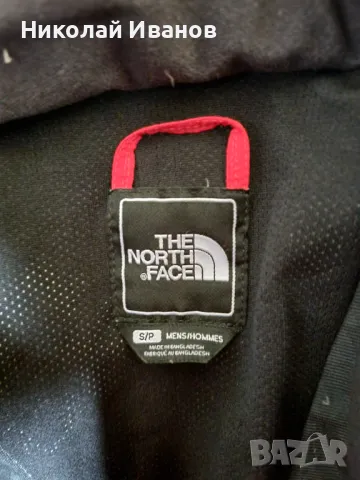 Николай Иванов
THE
NORTH
FACE®
S/P MENS/HOMMES
MADE IN BANGLADESH
FABRIQUÉ AU BANGLADESH
BAZAR